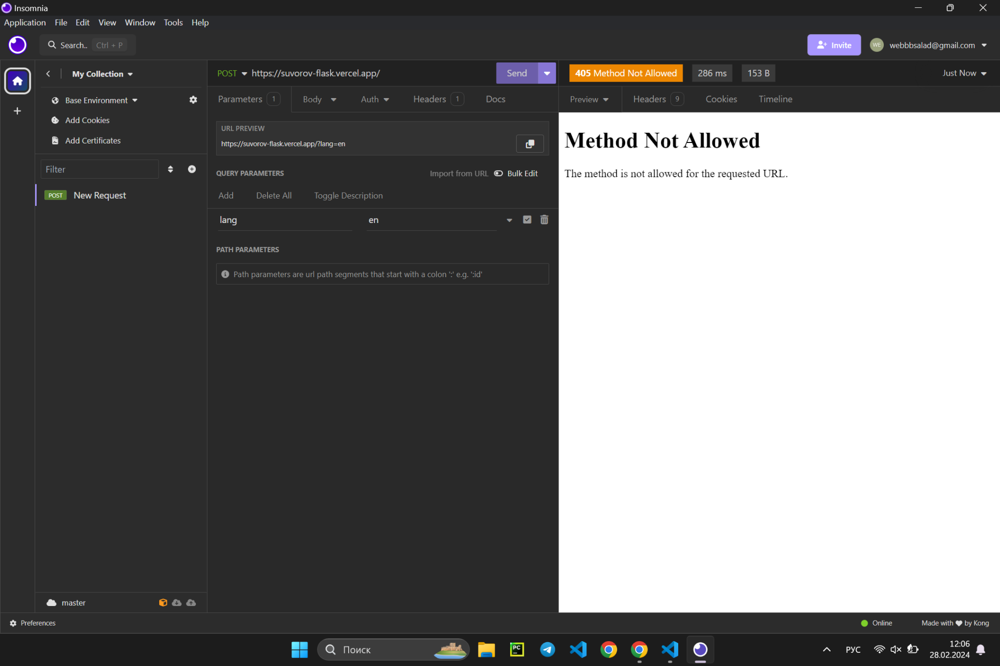 Insomnia
Application File Edit View Window Tools Help
Search.. Ctrl + P
Invite
WE webbbsalad@gmail.com
My Collection
Base Environment
Add Cookies
Add Certificates
Filter
POST New Request
master
POST https://suvorov-flask.vercel.app/ Send
Parameters 1 Body Auth Headers 1 Docs
URL PREVIEW
https://suvorov-flask.vercel.app/?lang=en
QUERY PARAMETERS Import from URL Bulk Edit
Add Delete All Toggle Description
lang en
PATH PARAMETERS
Path parameters are url path segments that start with a colon ':' e.g. ':id'
405 Method Not Allowed 286 ms 153 B Just Now
Preview Headers 9 Cookies Timeline
Method Not Allowed
The method is not allowed for the requested URL.
Preferences Online Made with by Kong
Поиск PC РУС 12:06
28.02.2024